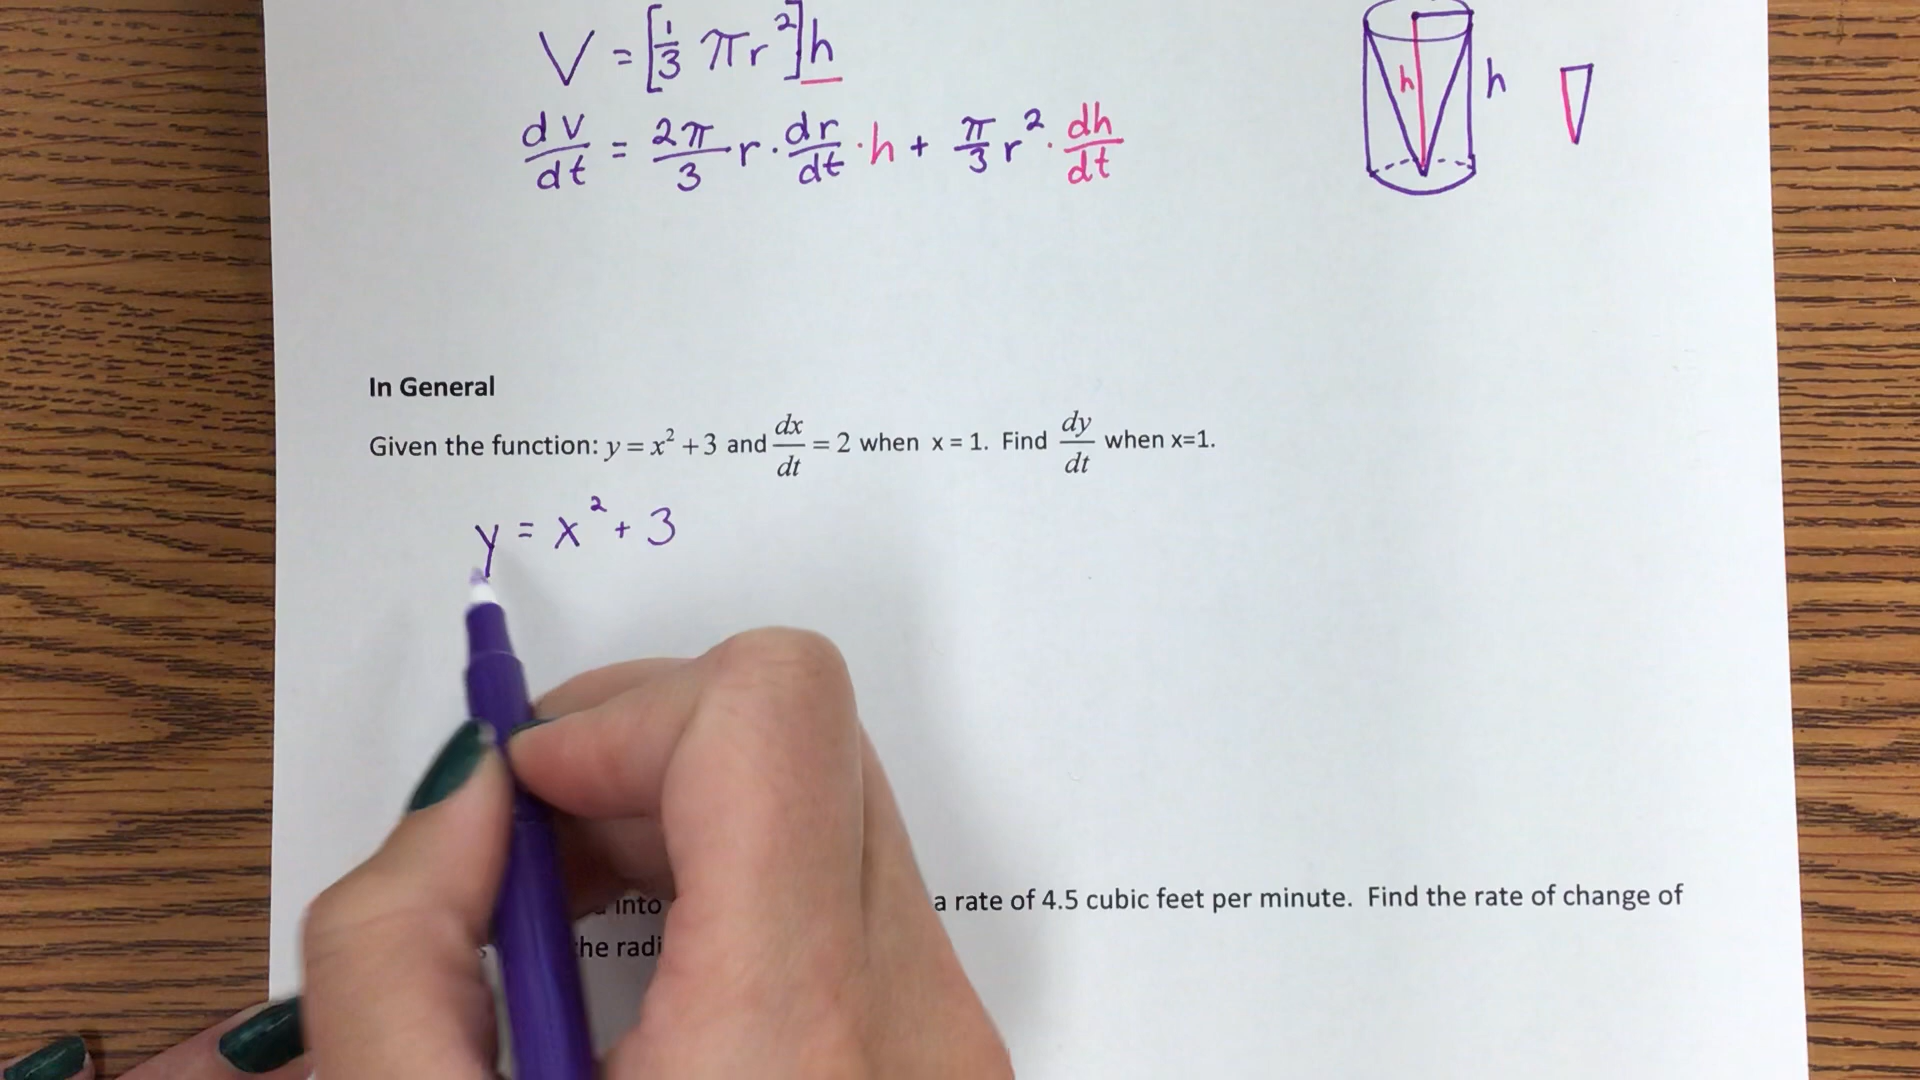 V = [1/3 πr²]h
dv/dt = 2π/3 r · dr/dt · h + π/3 r² · dh/dt
h h
In General
Given the function: y = x² + 3 and dx/dt = 2 when x = 1. Find dy/dt when x=1.
y = x² + 3
into a rate of 4.5 cubic feet per minute. Find the rate of change of
the radi